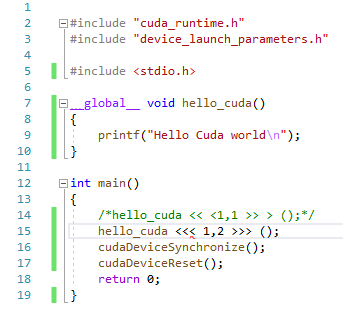 1
2 #include "cuda_runtime.h"
3 #include "device_launch_parameters.h"
4
5 #include <stdio.h>
6
7 __global__ void hello_cuda()
8 {
9     printf("Hello Cuda world\n");
10 }
11
12 int main()
13 {
14     /*hello_cuda << <1,1 >> > ();*/
15     hello_cuda <<< 1,2 >>> ();
16     cudaDeviceSynchronize();
17     cudaDeviceReset();
18     return 0;
19 }